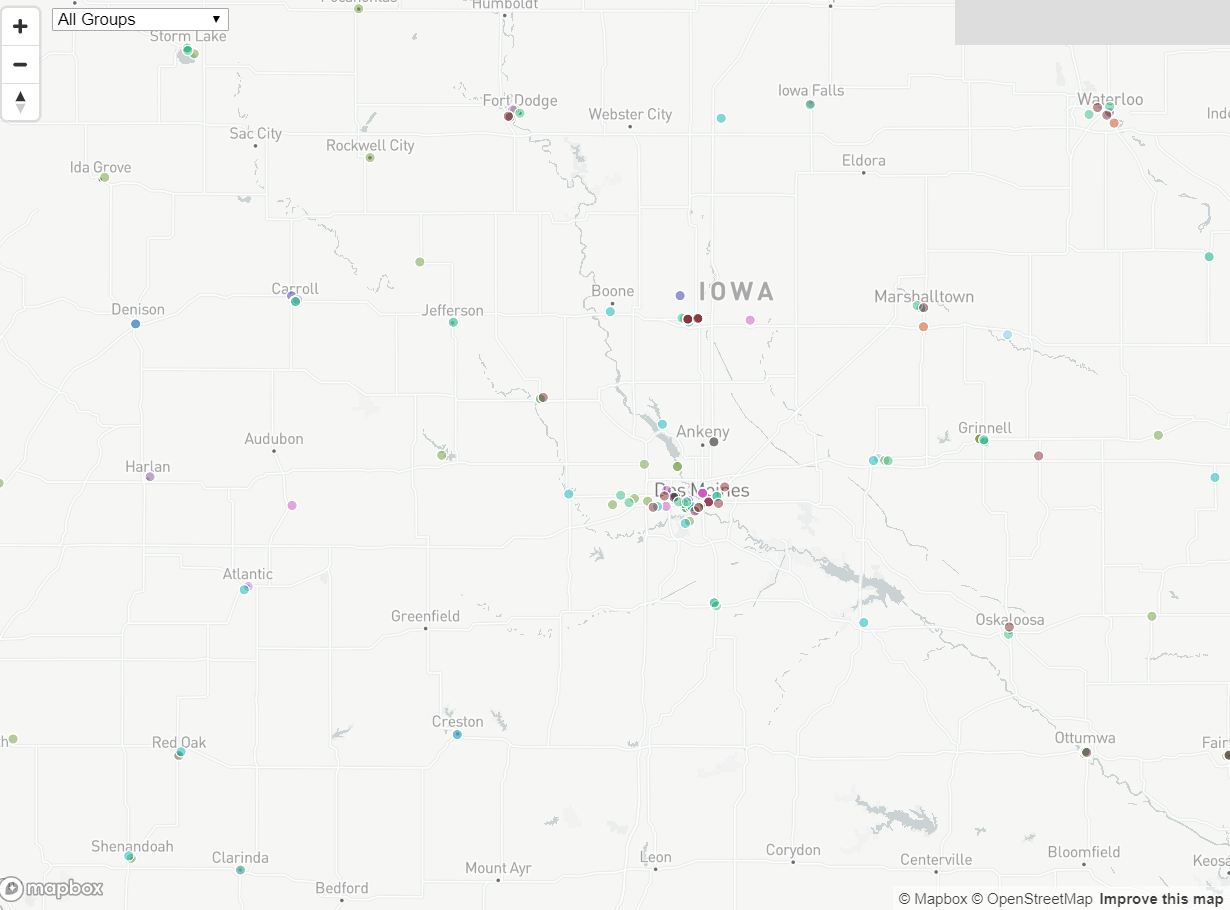 All Groups
Humboldt
Storm Lake
Iowa Falls
Waterloo
Fort Dodge
Webster City
Sac City
Rockwell City
Ida Grove
Eldora
Carroll
Boone
IOWA
Marshalltown
Denison
Jefferson
Ankeny
Grinnell
Audubon
Harlan
Des Moines
Atlantic
Greenfield
Oskaloosa
Creston
Red Oak
Ottumwa
Shenandoah
Clarinda
Leon
Corydon
Centerville
Bloomfield
Mount Ayr
Bedford
mapbox
© Mapbox © OpenStreetMap Improve this map